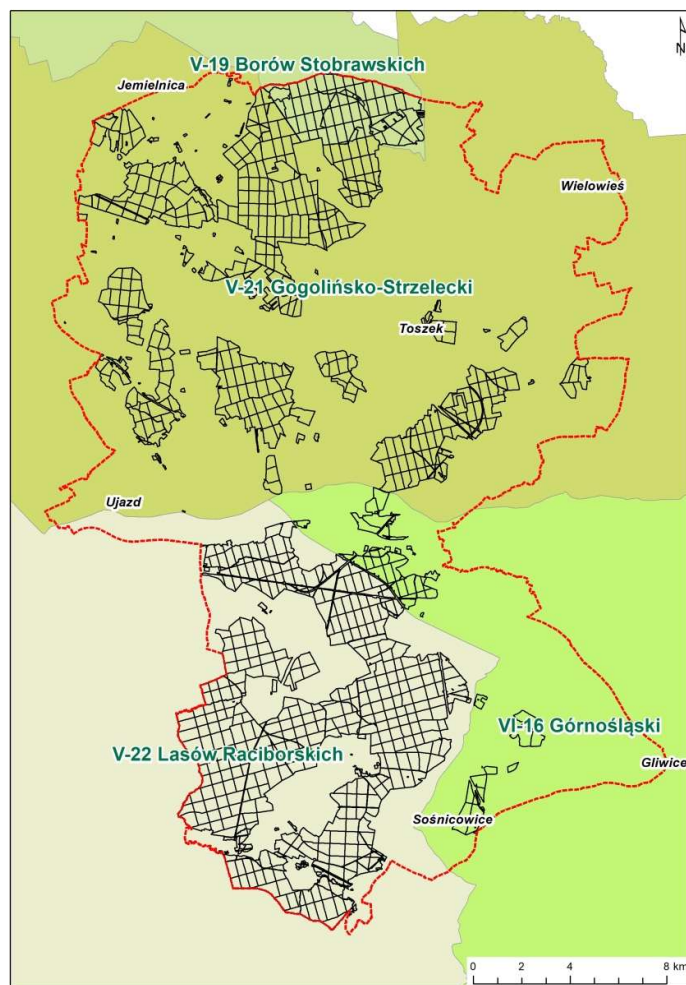 N
V-19 Borów Stobrawskich
Jemielnica
Wielowieś
V-21 Gogolińsko-Strzelecki
Toszek
Ujazd
VI-16 Górnośląski
V-22 Lasów Raciborskich
Gliwice
Sośnicowice
0 2 4 8 km